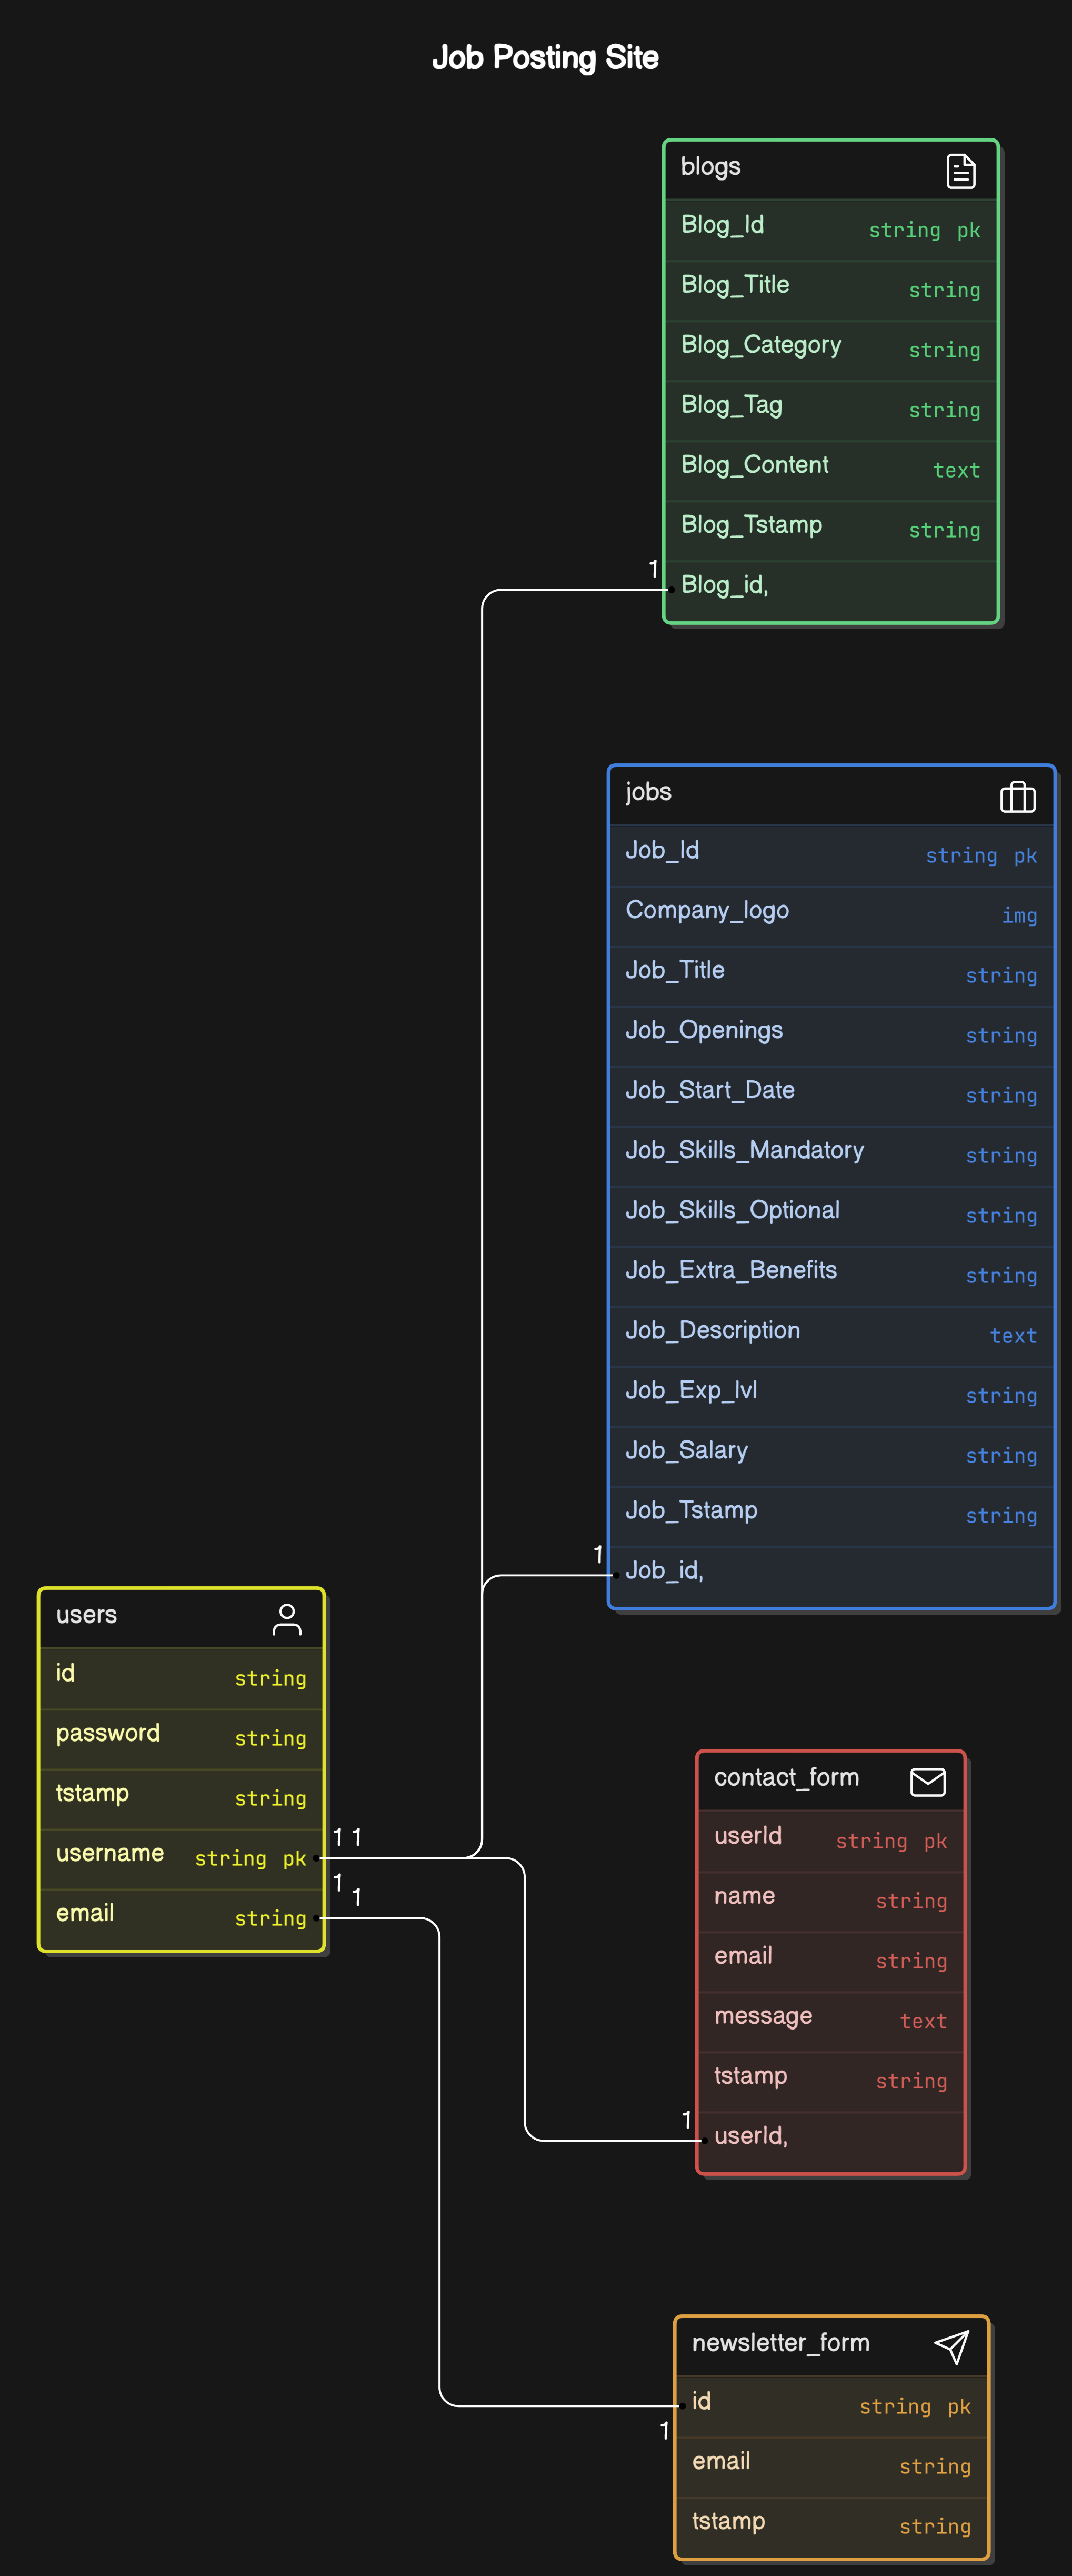 Job Posting Site
blogs
Blog_Id string pk
Blog_Title string
Blog_Category string
Blog_Tag string
Blog_Content text
Blog_Tstamp string
1
Blog_id,
jobs
Job_Id string pk
Company_logo img
Job_Title string
Job_Openings string
Job_Start_Date string
Job_Skills_Mandatory string
Job_Skills_Optional string
Job_Extra_Benefits string
Job_Description text
Job_Exp_lvl string
Job_Salary string
Job_Tstamp string
1
Job_id,
users
id string
password string
tstamp string
username string pk
1 1
1 1
email string
contact_form
userId string pk
name string
email string
message text
tstamp string
1
userId,
newsletter_form
id string pk
1
email string
tstamp string